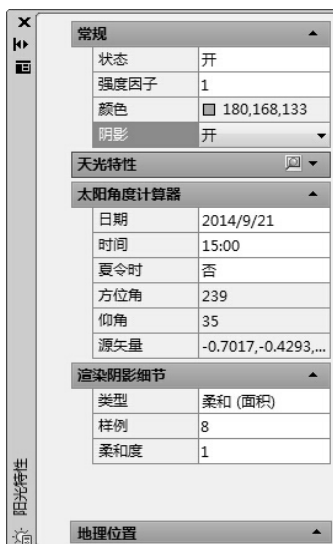 常规
状态 开
强度因子 1
颜色 180,168,133
阴影 开
天光特性
太阳角度计算器
日期 2014/9/21
时间 15:00
夏令时 否
方位角 239
仰角 35
源矢量 -0.7017,-0.4293,...
渲染阴影细节
类型 柔和 (面积)
样例 8
柔和度 1
地理位置
阳光特性